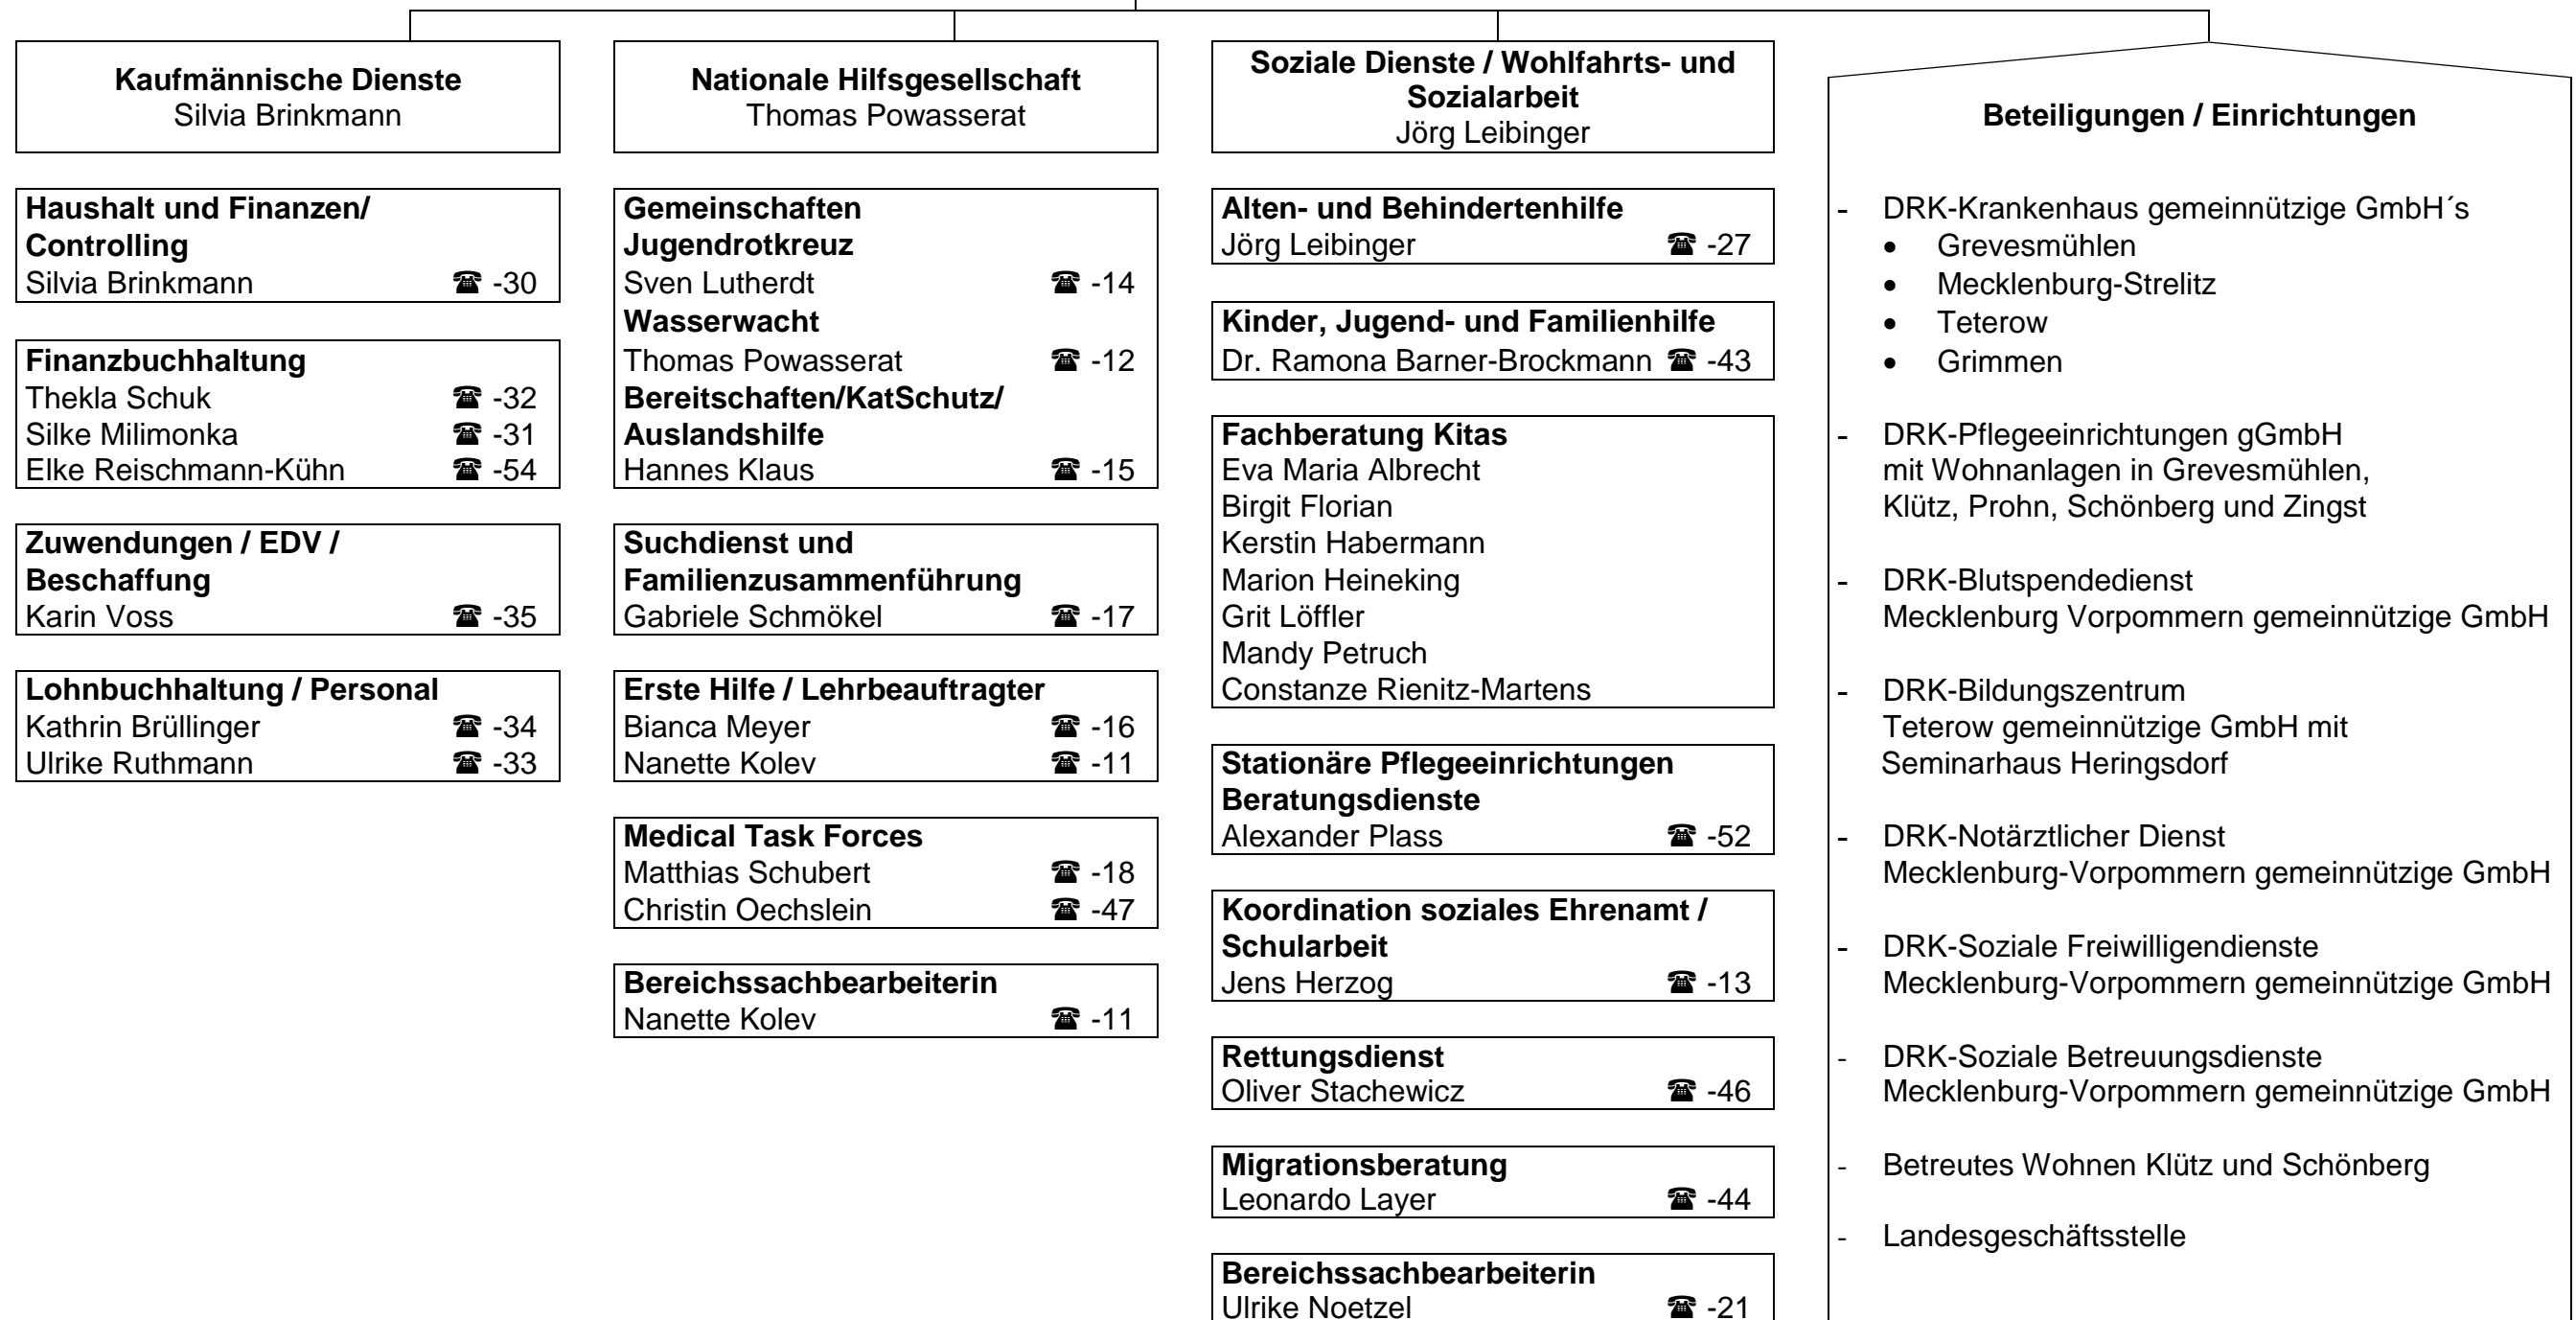 Kaufmännische Dienste
Silvia Brinkmann
Haushalt und Finanzen/
Controlling
Silvia Brinkmann ☎ -30
Finanzbuchhaltung
Thekla Schuk ☎ -32
Silke Milimonka ☎ -31
Elke Reischmann-Kühn ☎ -54
Zuwendungen / EDV /
Beschaffung
Karin Voss ☎ -35
Lohnbuchhaltung / Personal
Kathrin Brüllinger ☎ -34
Ulrike Ruthmann ☎ -33
Nationale Hilfsgesellschaft
Thomas Powasserat
Gemeinschaften
Jugendrotkreuz
Sven Lutherdt ☎ -14
Wasserwacht
Thomas Powasserat ☎ -12
Bereitschaften/KatSchutz/
Auslandshilfe
Hannes Klaus ☎ -15
Suchdienst und
Familienzusammenführung
Gabriele Schmökel ☎ -17
Erste Hilfe / Lehrbeauftragter
Bianca Meyer ☎ -16
Nanette Kolev ☎ -11
Medical Task Forces
Matthias Schubert ☎ -18
Christin Oechslein ☎ -47
Bereichssachbearbeiterin
Nanette Kolev ☎ -11
Soziale Dienste / Wohlfahrts- und
Sozialarbeit
Jörg Leibinger
Alten- und Behindertenhilfe
Jörg Leibinger ☎ -27
Kinder, Jugend- und Familienhilfe
Dr. Ramona Barner-Brockmann ☎ -43
Fachberatung Kitas
Eva Maria Albrecht
Birgit Florian
Kerstin Habermann
Marion Heineking
Grit Löffler
Mandy Petruch
Constanze Rienitz-Martens
Stationäre Pflegeeinrichtungen
Beratungsdienste
Alexander Plass ☎ -52
Koordination soziales Ehrenamt /
Schularbeit
Jens Herzog ☎ -13
Rettungsdienst
Oliver Stachewicz ☎ -46
Migrationsberatung
Leonardo Layer ☎ -44
Bereichssachbearbeiterin
Ulrike Noetzel ☎ -21
Beteiligungen / Einrichtungen
- DRK-Krankenhaus gemeinnützige GmbH´s
• Grevesmühlen
• Mecklenburg-Strelitz
• Teterow
• Grimmen
- DRK-Pflegeeinrichtungen gGmbH
mit Wohnanlagen in Grevesmühlen,
Klütz, Prohn, Schönberg und Zingst
- DRK-Blutspendedienst
Mecklenburg Vorpommern gemeinnützige GmbH
- DRK-Bildungszentrum
Teterow gemeinnützige GmbH mit
Seminarhaus Heringsdorf
- DRK-Notärztlicher Dienst
Mecklenburg-Vorpommern gemeinnützige GmbH
- DRK-Soziale Freiwilligendienste
Mecklenburg-Vorpommern gemeinnützige GmbH
- DRK-Soziale Betreuungsdienste
Mecklenburg-Vorpommern gemeinnützige GmbH
- Betreutes Wohnen Klütz und Schönberg
- Landesgeschäftsstelle